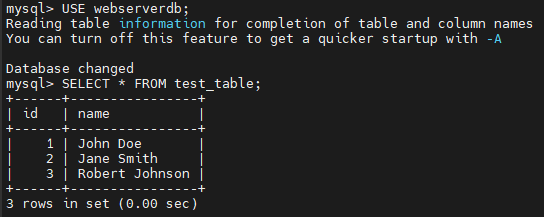 mysql> USE webserverdb;
Reading table information for completion of table and column names
You can turn off this feature to get a quicker startup with -A

Database changed
mysql> SELECT * FROM test_table;
+------+----------------+
| id   | name           |
+------+----------------+
|    1 | John Doe       |
|    2 | Jane Smith     |
|    3 | Robert Johnson |
+------+----------------+
3 rows in set (0.00 sec)